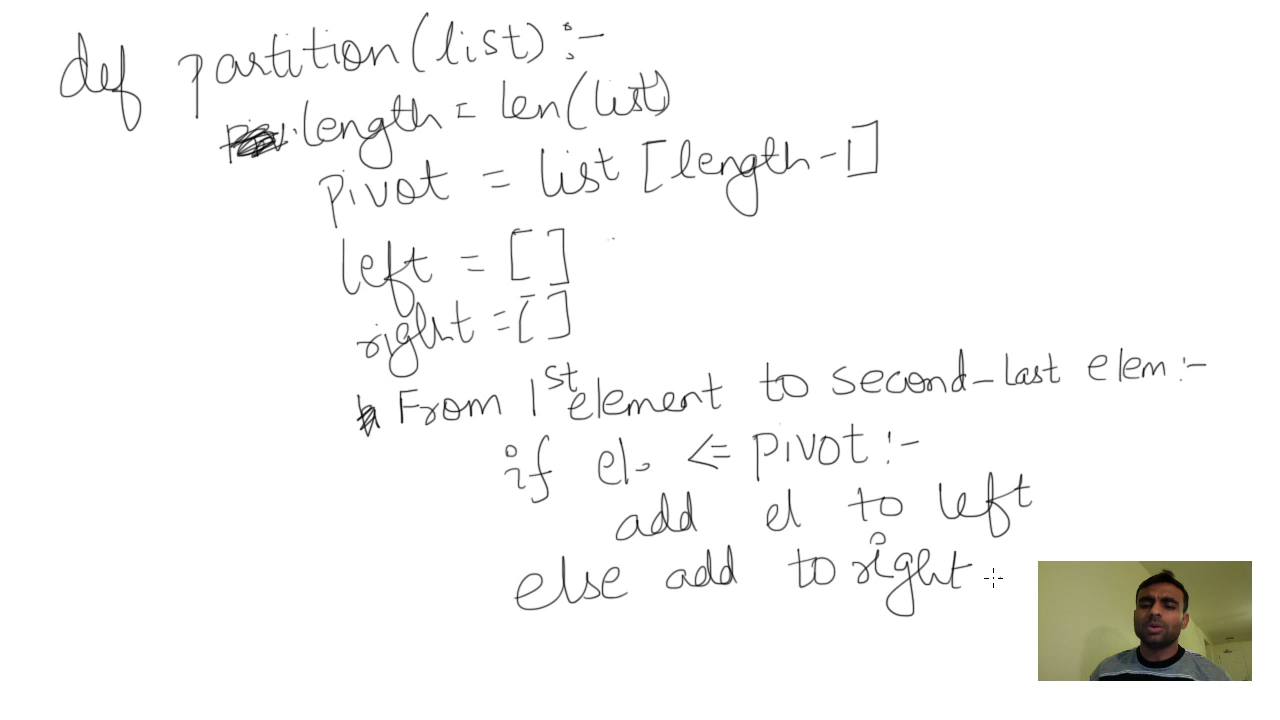 def partition(list):-
length = len(list)
pivot = list [length-1]
left = []
right = []
From 1st element to second-last elem:-
if el. <= pivot:-
add el to left
else add to right